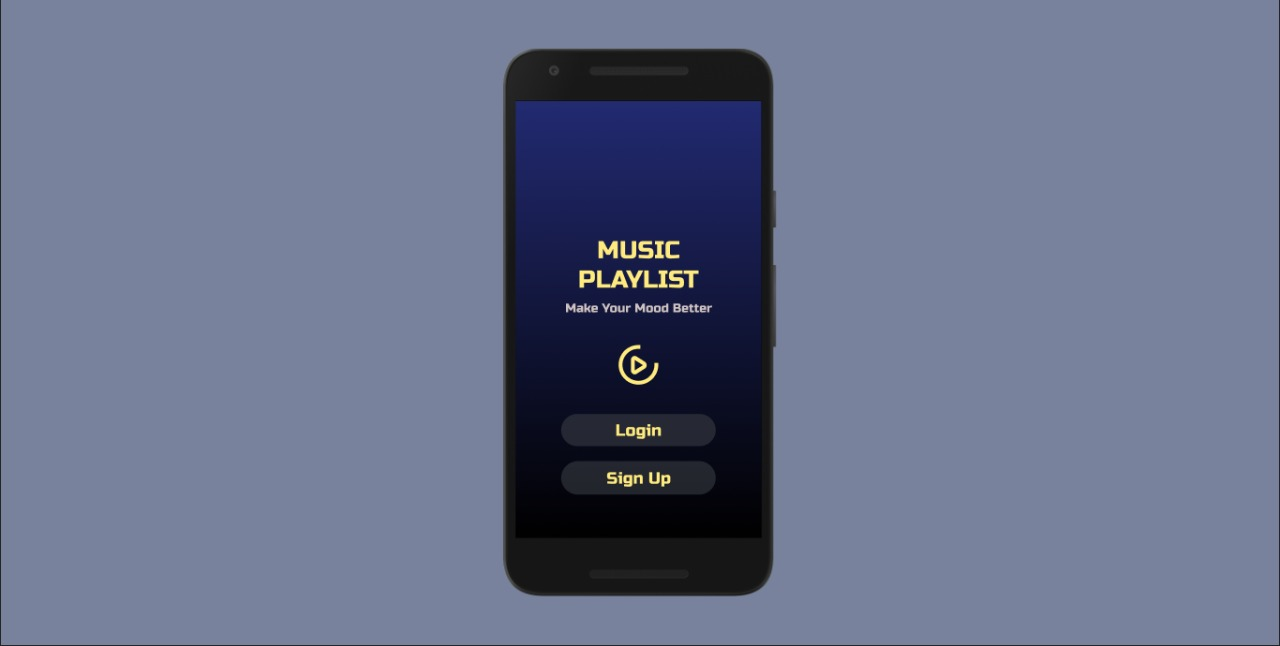 MUSIC
PLAYLIST
Make Your Mood Better
Login
Sign Up